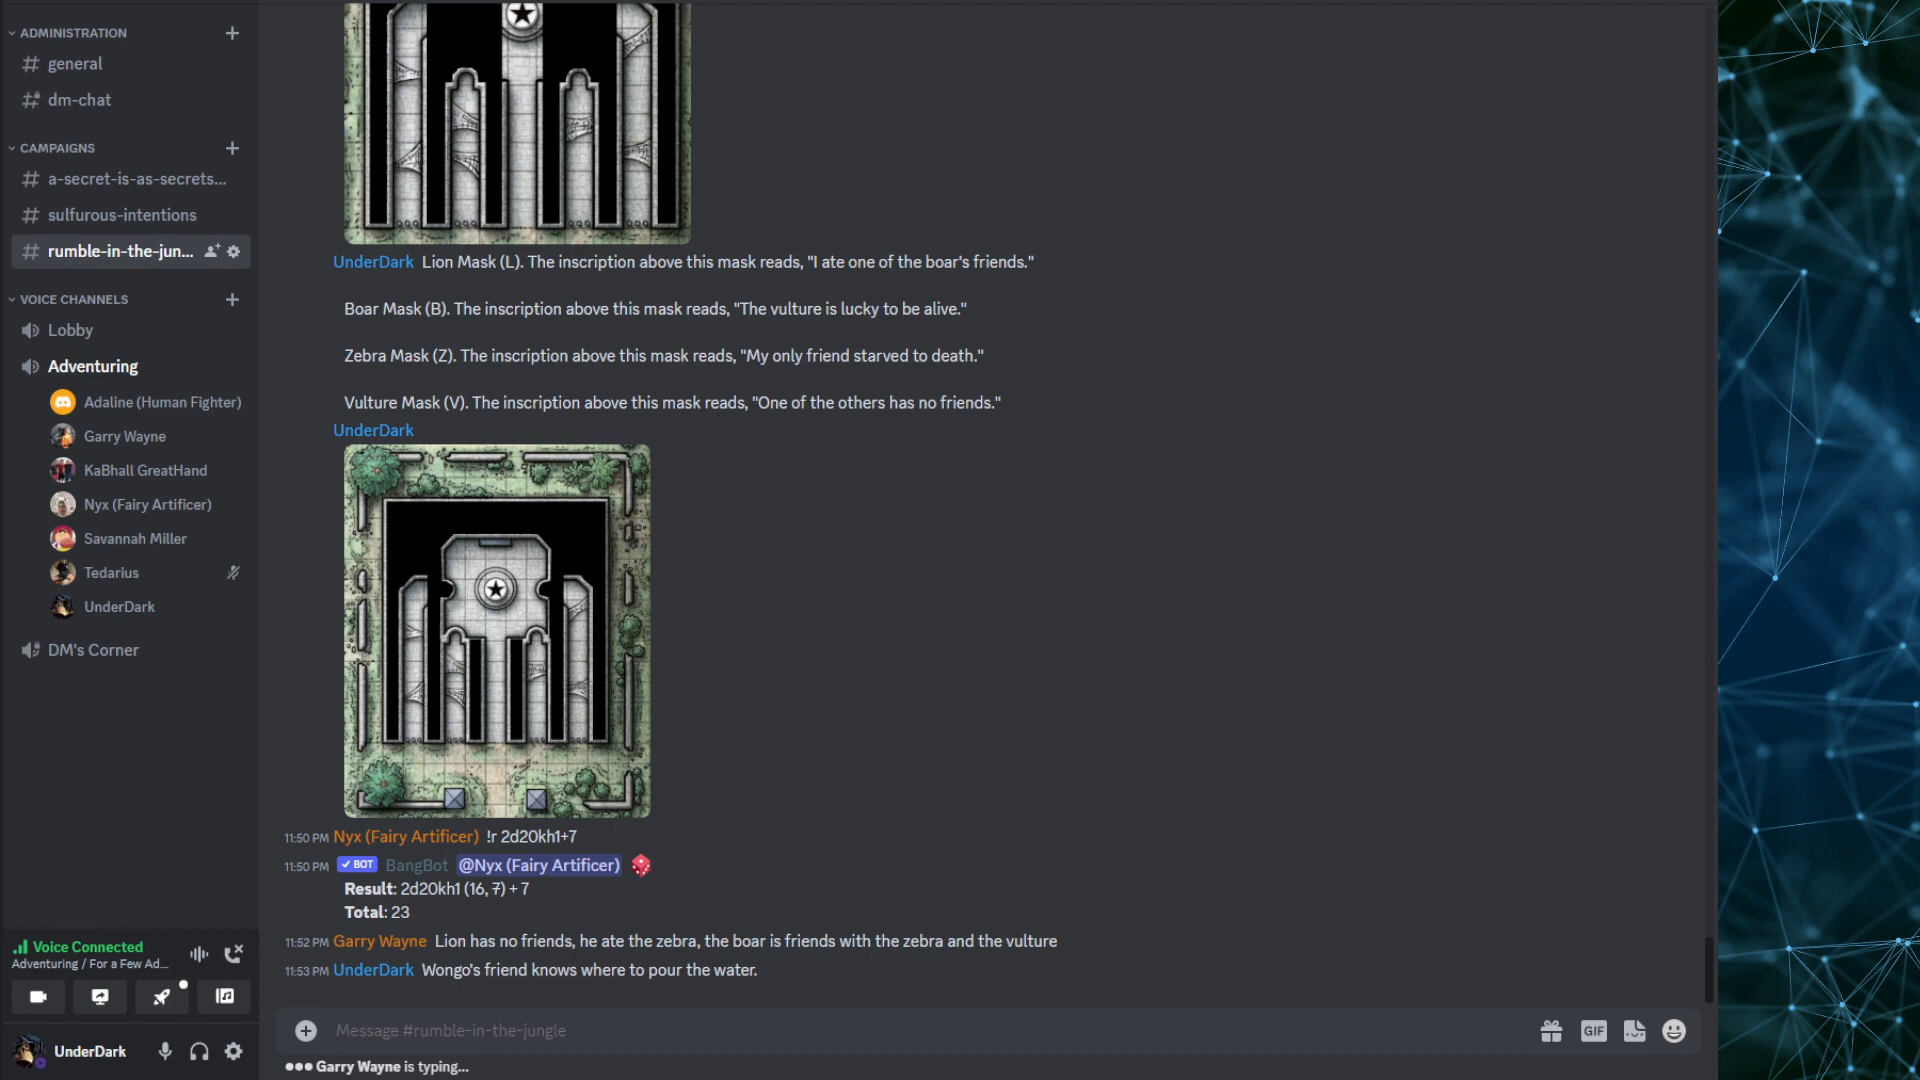 ADMINISTRATION
general
dm-chat
CAMPAIGNS
a-secret-is-as-secrets...
sulfurous-intentions
rumble-in-the-jun...
VOICE CHANNELS
Lobby
Adventuring
Adaline (Human Fighter)
Garry Wayne
KaBhall GreatHand
Nyx (Fairy Artificer)
Savannah Miller
Tedarius
UnderDark
DM's Corner
Voice Connected
Adventuring / For a Few Ad...
UnderDark
UnderDark Lion Mask (L). The inscription above this mask reads, "I ate one of the boar's friends."
Boar Mask (B). The inscription above this mask reads, "The vulture is lucky to be alive."
Zebra Mask (Z). The inscription above this mask reads, "My only friend starved to death."
Vulture Mask (V). The inscription above this mask reads, "One of the others has no friends."
UnderDark
11:50 PM Nyx (Fairy Artificer) !r 2d20kh1+7
11:50 PM BOT BangBot @Nyx (Fairy Artificer)
Result: 2d20kh1 (16, 7) + 7
Total: 23
11:52 PM Garry Wayne Lion has no friends, he ate the zebra, the boar is friends with the zebra and the vulture
11:53 PM UnderDark Wongo's friend knows where to pour the water.
Message #rumble-in-the-jungle
GIF
Garry Wayne is typing...